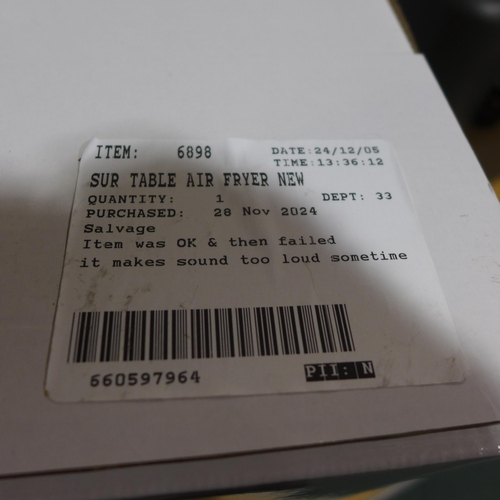 ITEM: 6898 DATE:24/12/05
TIME:13:36:12
SUR TABLE AIR FRYER NEW
QUANTITY: 1 DEPT: 33
PURCHASED: 28 Nov 2024
Salvage
Item was OK & then failed
it makes sound too loud sometime
660597964 PII: N